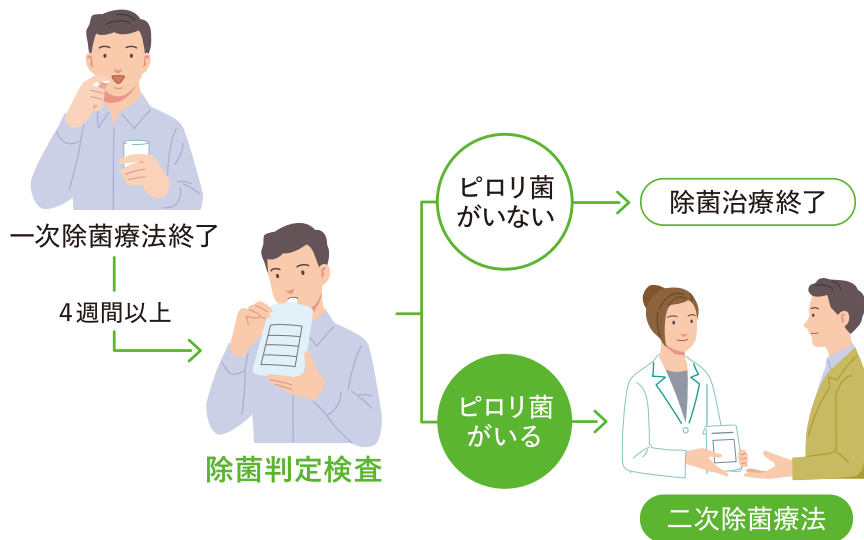 一次除菌療法終了
4週間以上
除菌判定検査
ピロリ菌
がいない
除菌治療終了
ピロリ菌
がいる
二次除菌療法